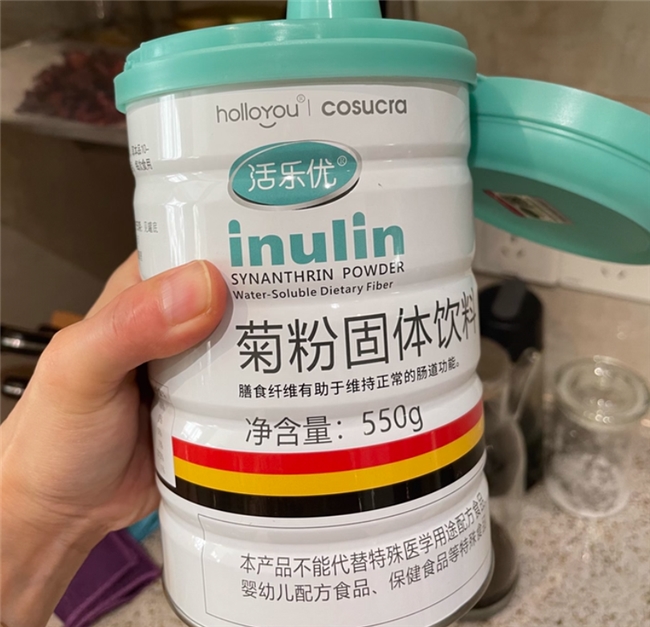 holloyou® | cosucra
活乐优®
inulin
SYNANTHRIN POWDER
Water-Soluble Dietary Fiber
菊粉固体饮料
膳食纤维有助于维持正常的肠道功能。
净含量：550g
本产品不能代替特殊医学用途配方食品、
婴幼儿配方食品、保健食品等特殊食品